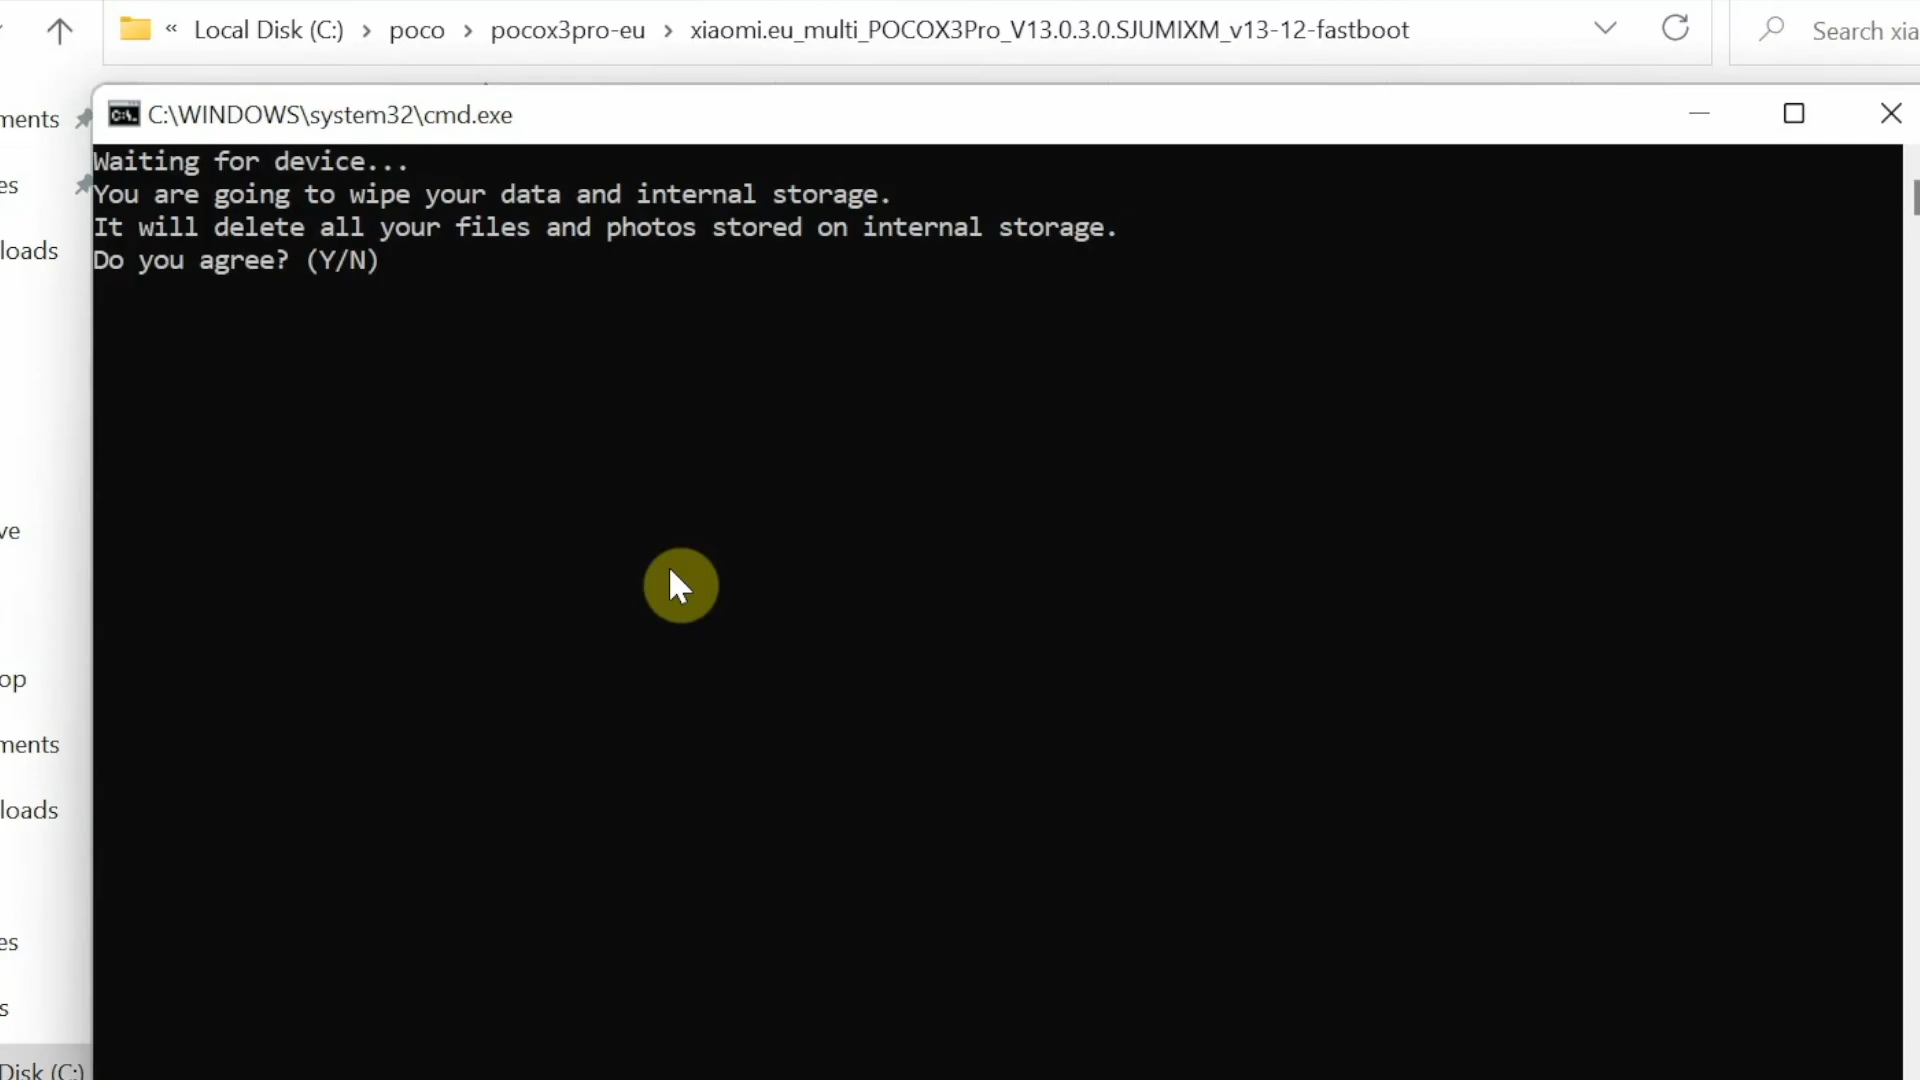 « Local Disk (C:) > poco > pocox3pro-eu > xiaomi.eu_multi_POCOX3Pro_V13.0.3.0.SJUMIXM_v13-12-fastboot
Search xia
C:\WINDOWS\system32\cmd.exe
Waiting for device...
You are going to wipe your data and internal storage.
It will delete all your files and photos stored on internal storage.
Do you agree? (Y/N)
ments
es
loads
ve
op
ments
loads
es
s
Disk (C:)